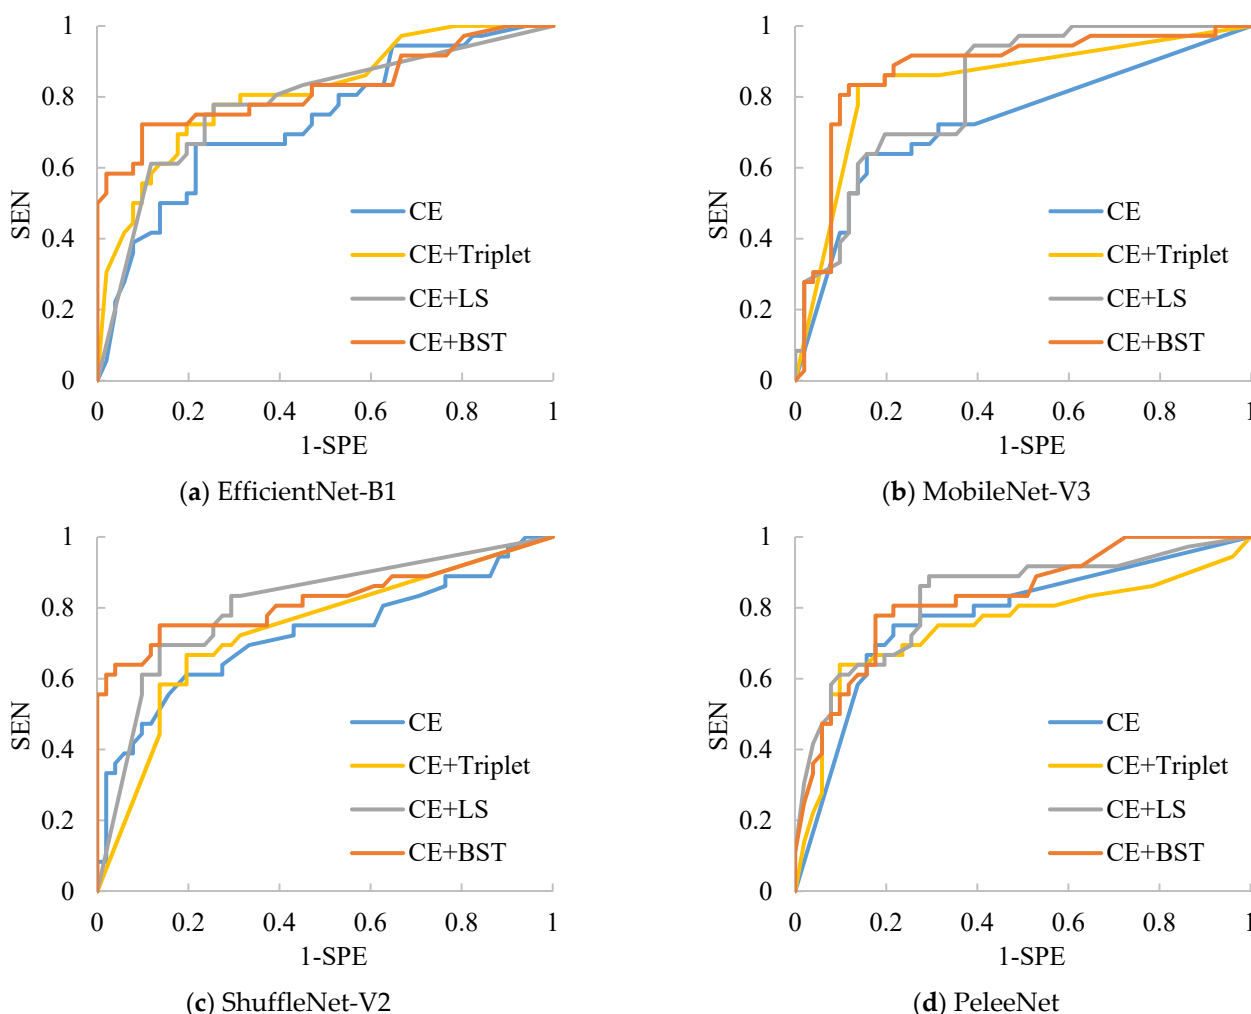 1
0.8
0.6
0.4
0.2
0
SEN
CE
CE+Triplet
CE+LS
CE+BST
0 0.2 0.4 0.6 0.8 1
1-SPE
(a) EfficientNet-B1
1
0.8
0.6
0.4
0.2
0
SEN
CE
CE+Triplet
CE+LS
CE+BST
0 0.2 0.4 0.6 0.8 1
1-SPE
(b) MobileNet-V3
1
0.8
0.6
0.4
0.2
0
SEN
CE
CE+Triplet
CE+LS
CE+BST
0 0.2 0.4 0.6 0.8 1
1-SPE
(c) ShuffleNet-V2
1
0.8
0.6
0.4
0.2
0
SEN
CE
CE+Triplet
CE+LS
CE+BST
0 0.2 0.4 0.6 0.8 1
1-SPE
(d) PeleeNet